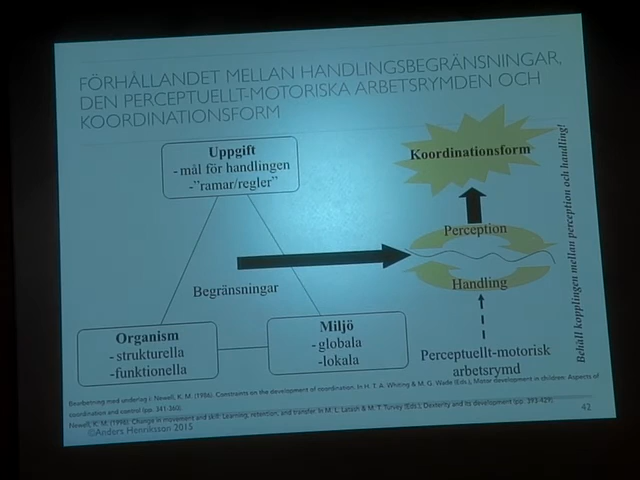 FÖRHÅLLANDET MELLAN HANDLINGSBEGRÄNSNINGAR,
DEN PERCEPTUELLT-MOTORISKA ARBETSRYMDEN OCH
KOORDINATIONSFORM
Uppgift
- mål för handlingen
-"ramar/regler"
Begränsningar
Organism
- strukturella
-funktionella
Miljö
-globala
-lokala
Koordinationsform
Perception
Handling
Perceptuellt-motorisk
arbetsrymd
Behåll kopplingen mellan perception och handling!
Bearbetning med underlag i: Newell, K. M. (1986). Constraints on the development of coordination. In H. T. A. Whiting & M. G. Wade (Eds.), Motor development in children: Aspects of
coordination and control (pp. 341-360).
Newell, K. M. (1996). Change in movement and skill: Learning, retention, and transfer. In M. L. Latash & M. T. Turvey (Eds.), Dexterity and its development (pp. 393-429).
©Anders Henriksson 2015
42